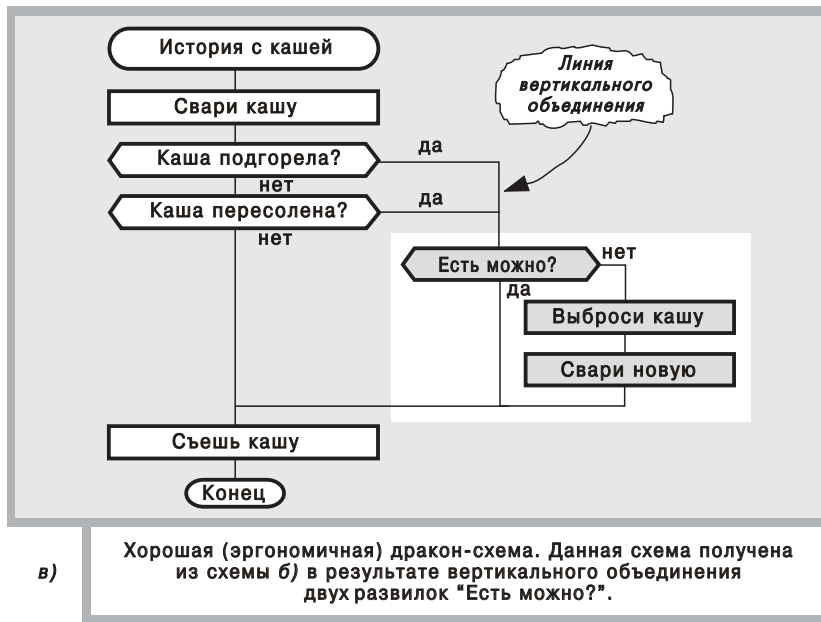 История с кашей
Линия
вертикального
объединения
Свари кашу
Каша подгорела?
да
нет
Каша пересолена?
да
нет
Есть можно?
нет
да
Выброси кашу
Свари новую
Съешь кашу
Конец
в)
Хорошая (эргономичная) дракон-схема. Данная схема получена
из схемы б) в результате вертикального объединения
двух развилок “Есть можно?”.